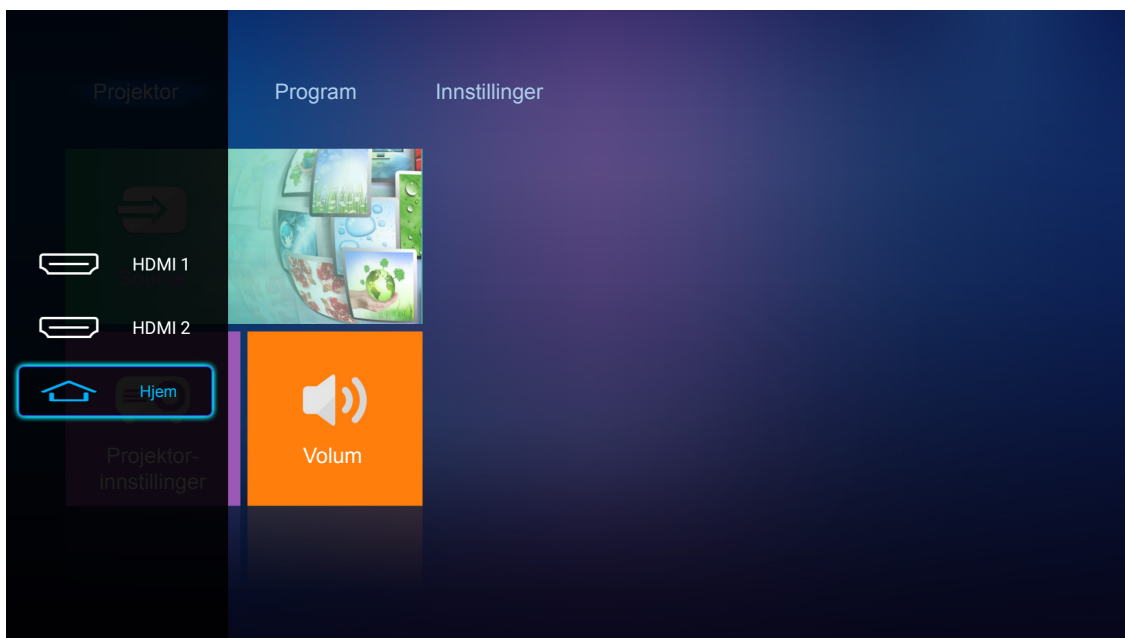 Projektor
Program
Innstillinger
HDMI 1
HDMI 2
Hjem
Projektor-
innstillinger
Volum